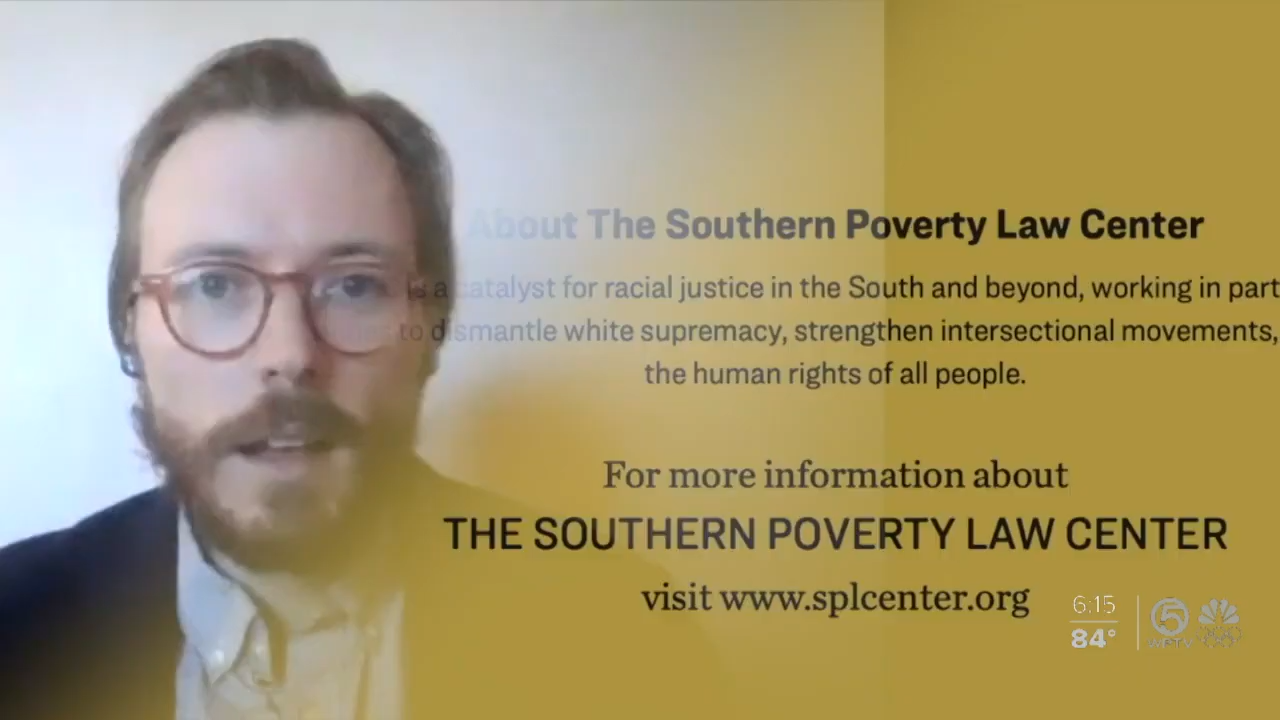 About The Southern Poverty Law Center
is a catalyst for racial justice in the South and beyond, working in part
to dismantle white supremacy, strengthen intersectional movements,
the human rights of all people.
For more information about
THE SOUTHERN POVERTY LAW CENTER
visit www.splcenter.org
6:15
84°
5
WPTV